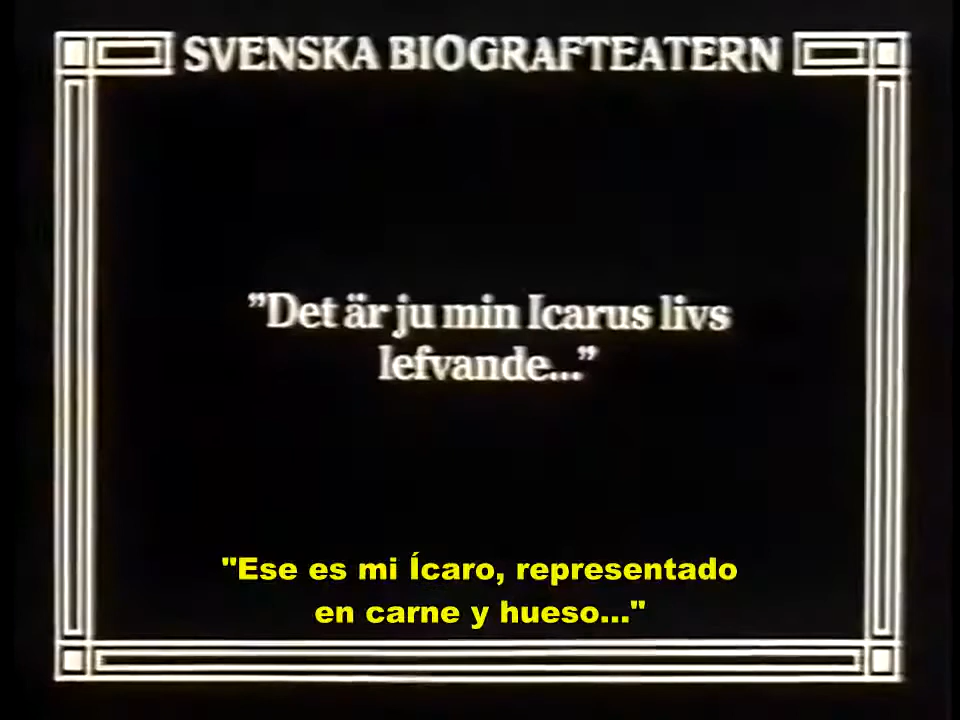 SVENSKA BIOGRAFTEATERN
”Det är ju min Icarus livs
lefvande...”
"Ese es mi Ícaro, representado
en carne y hueso..."